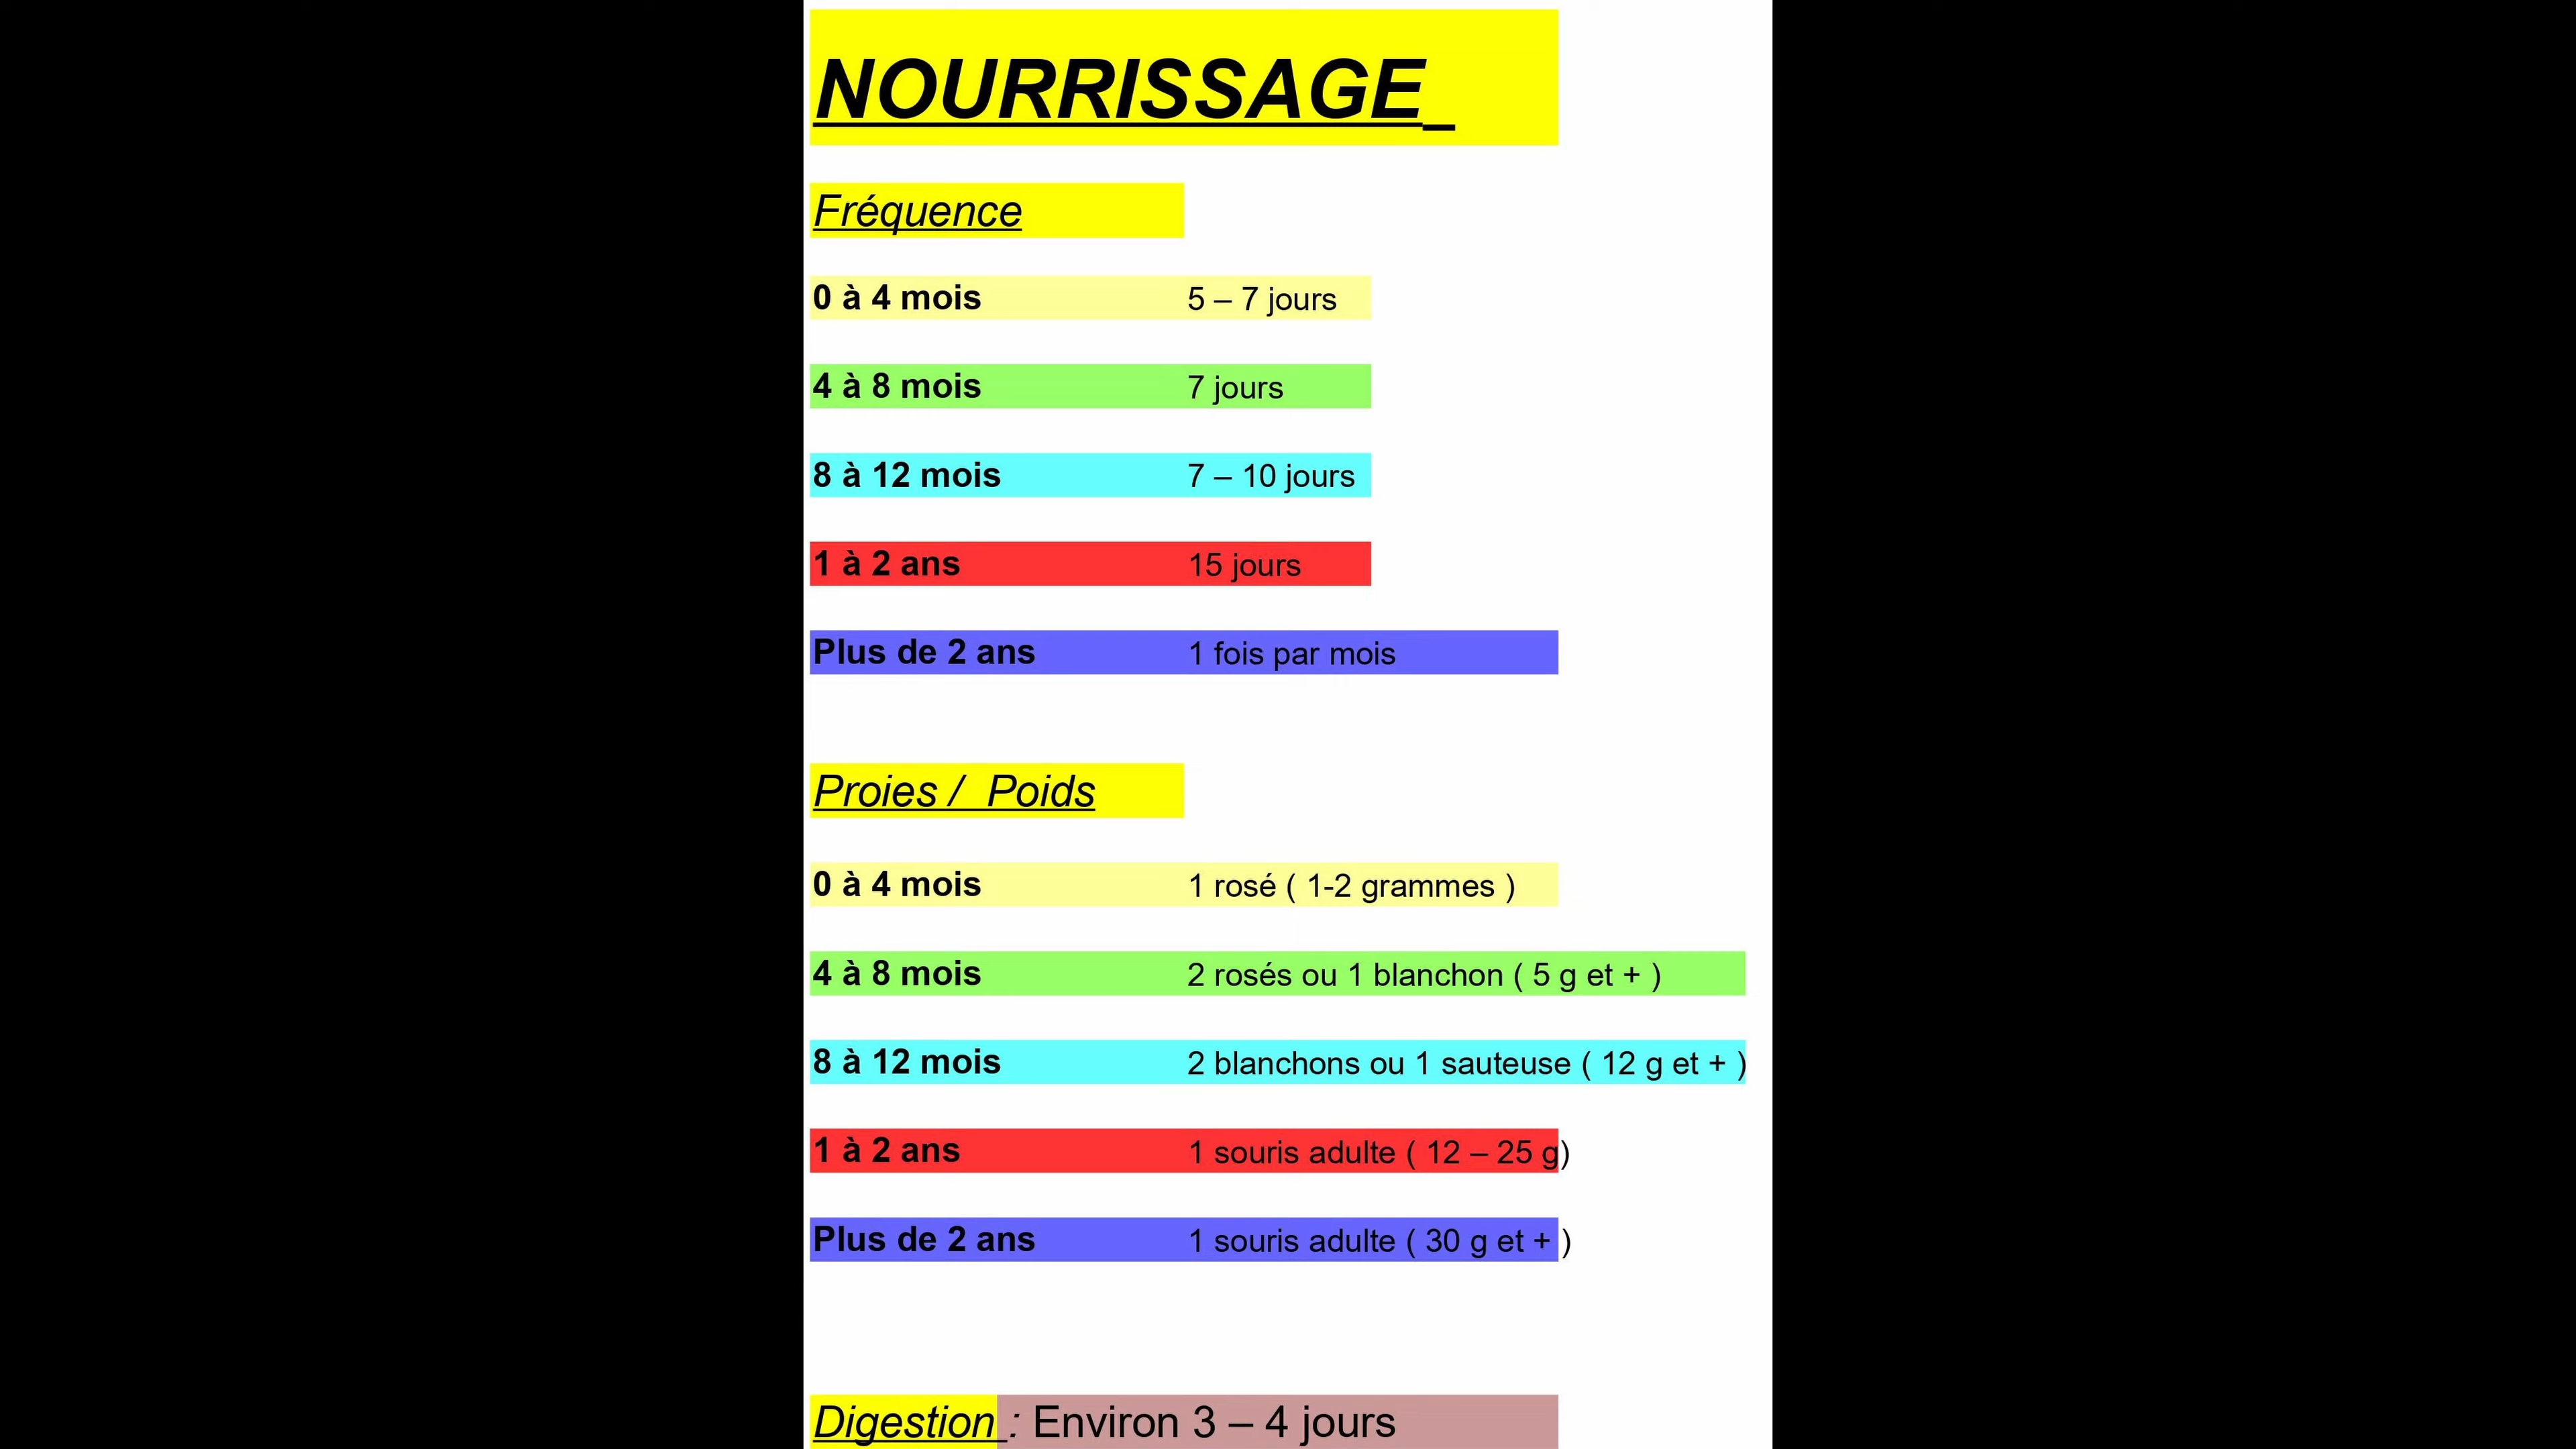 NOURRISSAGE
Fréquence
0 à 4 mois 5 – 7 jours
4 à 8 mois 7 jours
8 à 12 mois 7 – 10 jours
1 à 2 ans 15 jours
Plus de 2 ans 1 fois par mois
Proies / Poids
0 à 4 mois 1 rosé ( 1-2 grammes )
4 à 8 mois 2 rosés ou 1 blanchon ( 5 g et + )
8 à 12 mois 2 blanchons ou 1 sauteuse ( 12 g et + )
1 à 2 ans 1 souris adulte ( 12 – 25 g)
Plus de 2 ans 1 souris adulte ( 30 g et + )
Digestion : Environ 3 – 4 jours